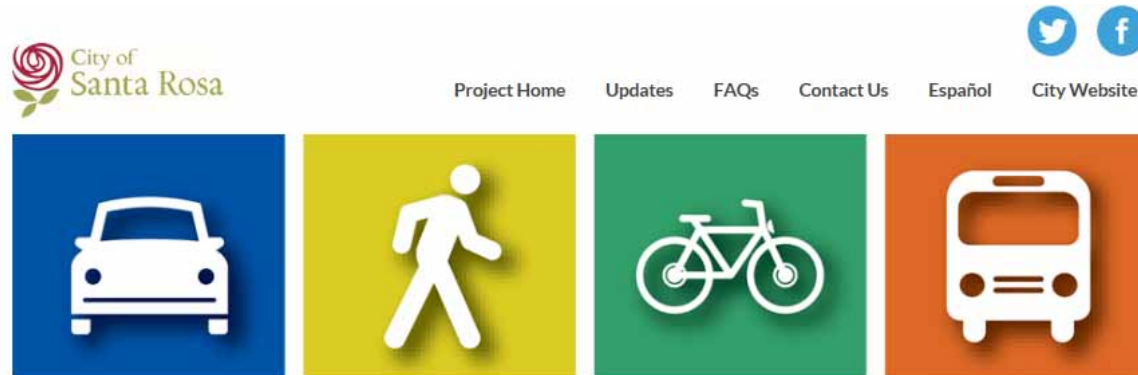 City of
Santa Rosa
Project Home Updates FAQs Contact Us Español City Website